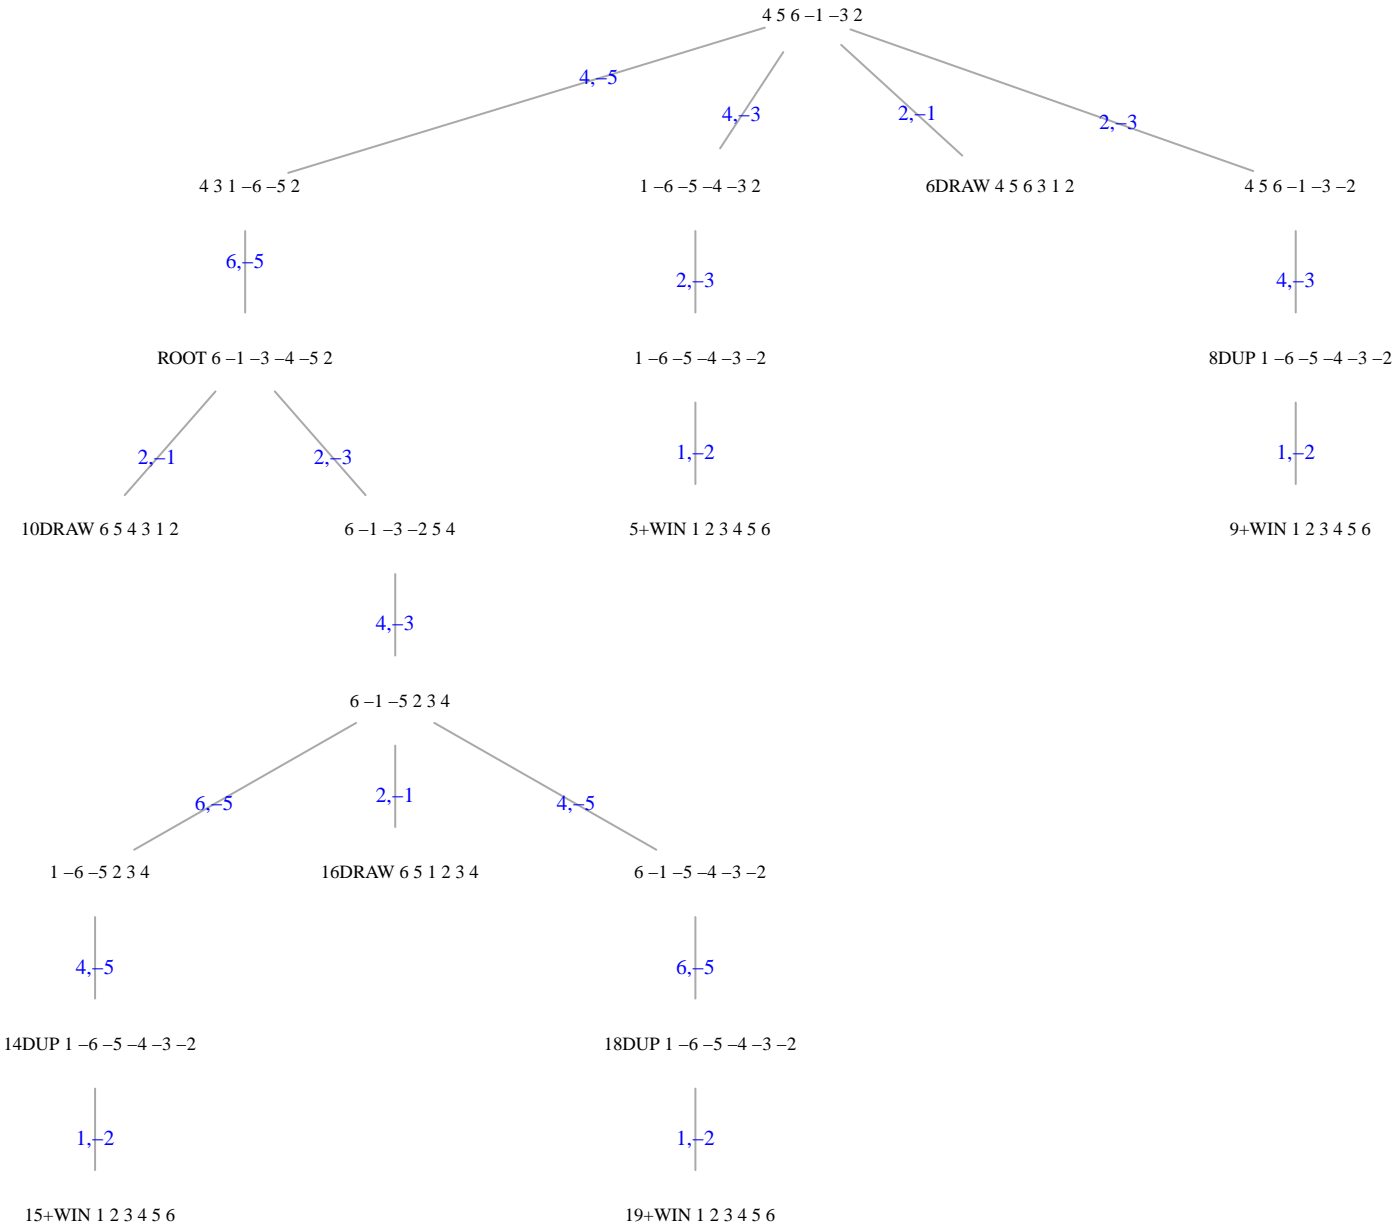 4 5 6 –1 –3 2
4,–5
4,–3
2,–1
2,–3
4 3 1 –6 –5 2
1 –6 –5 –4 –3 2
6DRAW 4 5 6 3 1 2
4 5 6 –1 –3 –2
6,–5
2,–3
4,–3
ROOT 6 –1 –3 –4 –5 2
1 –6 –5 –4 –3 –2
8DUP 1 –6 –5 –4 –3 –2
2,–1
2,–3
1,–2
1,–2
10DRAW 6 5 4 3 1 2
6 –1 –3 –2 5 4
5+WIN 1 2 3 4 5 6
9+WIN 1 2 3 4 5 6
4,–3
6 –1 –5 2 3 4
6,–5
2,–1
4,–5
1 –6 –5 2 3 4
16DRAW 6 5 1 2 3 4
6 –1 –5 –4 –3 –2
4,–5
6,–5
14DUP 1 –6 –5 –4 –3 –2
18DUP 1 –6 –5 –4 –3 –2
1,–2
1,–2
15+WIN 1 2 3 4 5 6
19+WIN 1 2 3 4 5 6